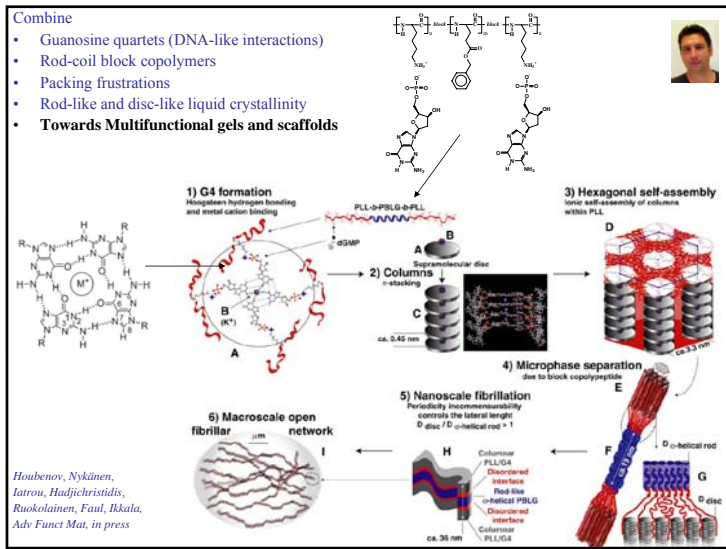 Combine
• Guanosine quartets (DNA-like interactions)
• Rod-coil block copolymers
• Packing frustrations
• Rod-like and disc-like liquid crystallinity
• Towards Multifunctional gels and scaffolds
1) G4 formation
Hoogsteen hydrogen bonding
and metal cation binding
PLL-b-PBLG-b-PLL
dGMP
B
(K⁺)
A
M⁺
B
A
Supramolecular disc
2) Columns
π-stacking
C
ca. 0.45 nm
3) Hexagonal self-assembly
ionic self-assembly of columns
within PLL
D
ca. 3.3 nm
4) Microphase separation
due to block copolypeptide
E
F
ca. 13 nm
D α-helical rod
G
D disc
5) Nanoscale fibrillation
Periodicity incommensurability
controls the lateral lenght
D disc / D α-helical rod > 1
H
Columnar
PLL/G4
Disordered
interface
Rod-like
α-helical PBLG
Disordered
interface
Columnar
PLL/G4
ca. 36 nm
6) Macroscale open
fibrillar network
μm
I
Houbenov, Nykänen,
Iatrou, Hadjichristidis,
Ruokolainen, Faul, Ikkala,
Adv Funct Mat, in press